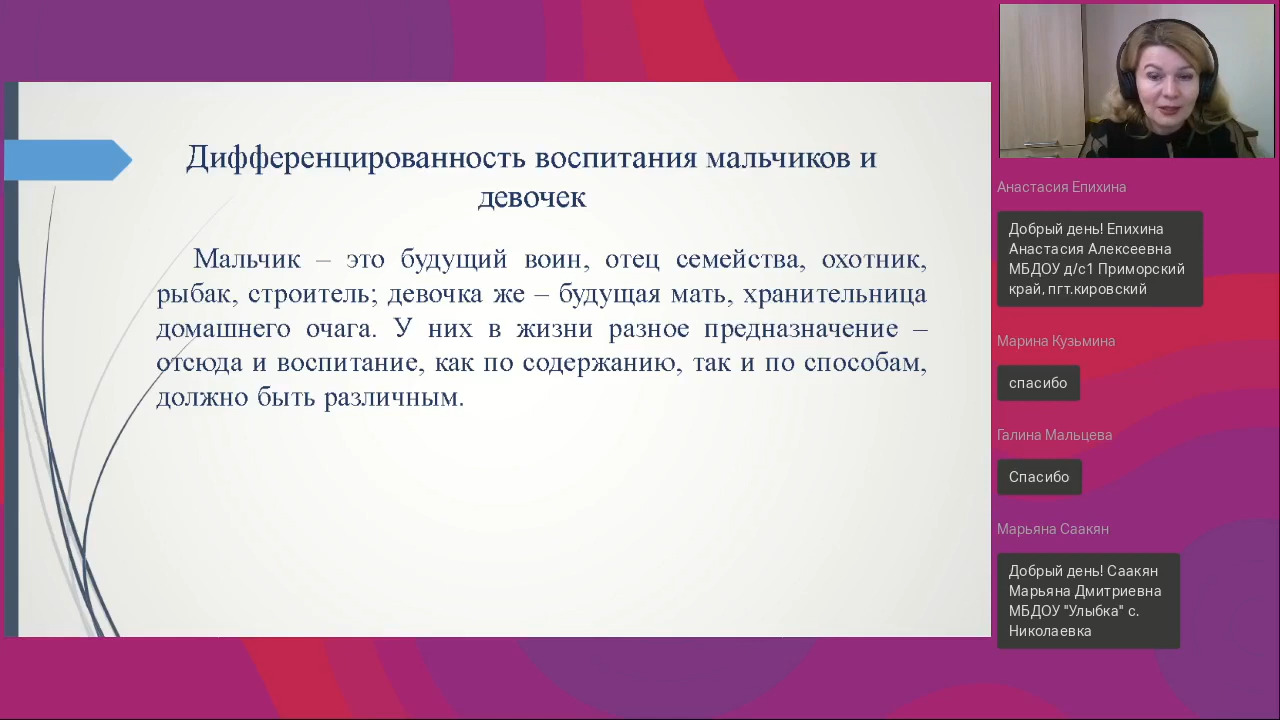 Дифференцированность воспитания мальчиков и
девочек
Мальчик – это будущий воин, отец семейства, охотник,
рыбак, строитель; девочка же – будущая мать, хранительница
домашнего очага. У них в жизни разное предназначение –
отсюда и воспитание, как по содержанию, так и по способам,
должно быть различным.
Анастасия Епихина
Добрый день! Епихина
Анастасия Алексеевна
МБДОУ д/с1 Приморский
край, пгт.кировский
Марина Кузьмина
спасибо
Галина Мальцева
Спасибо
Марьяна Саакян
Добрый день! Саакян
Марьяна Дмитриевна
МБДОУ "Улыбка" с.
Николаевка